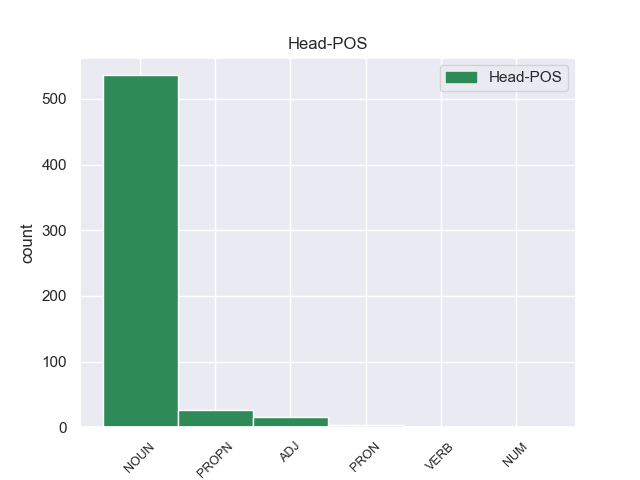 Head-POS
Head-POS
500
400
300
200
100
0
count
NOUN
PROPN
ADJ
PRON
VERB
NUM